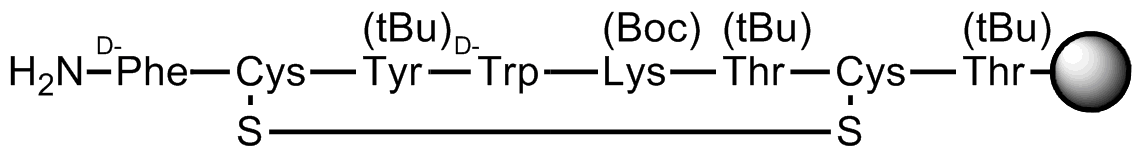 (tBu) (Boc) (tBu) (tBu)
H₂N D-Phe Cys Tyr D-Trp Lys Thr Cys Thr
S S